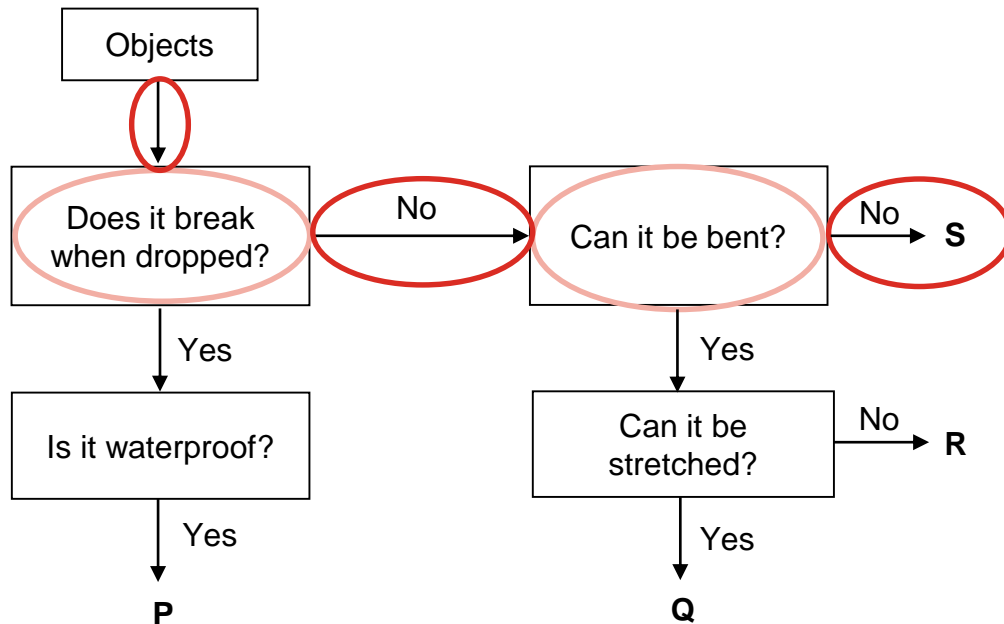 Objects
Does it break
when dropped?
No
Can it be bent?
No
S
Yes
Yes
Is it waterproof?
Can it be
stretched?
No
R
Yes
Yes
P
Q